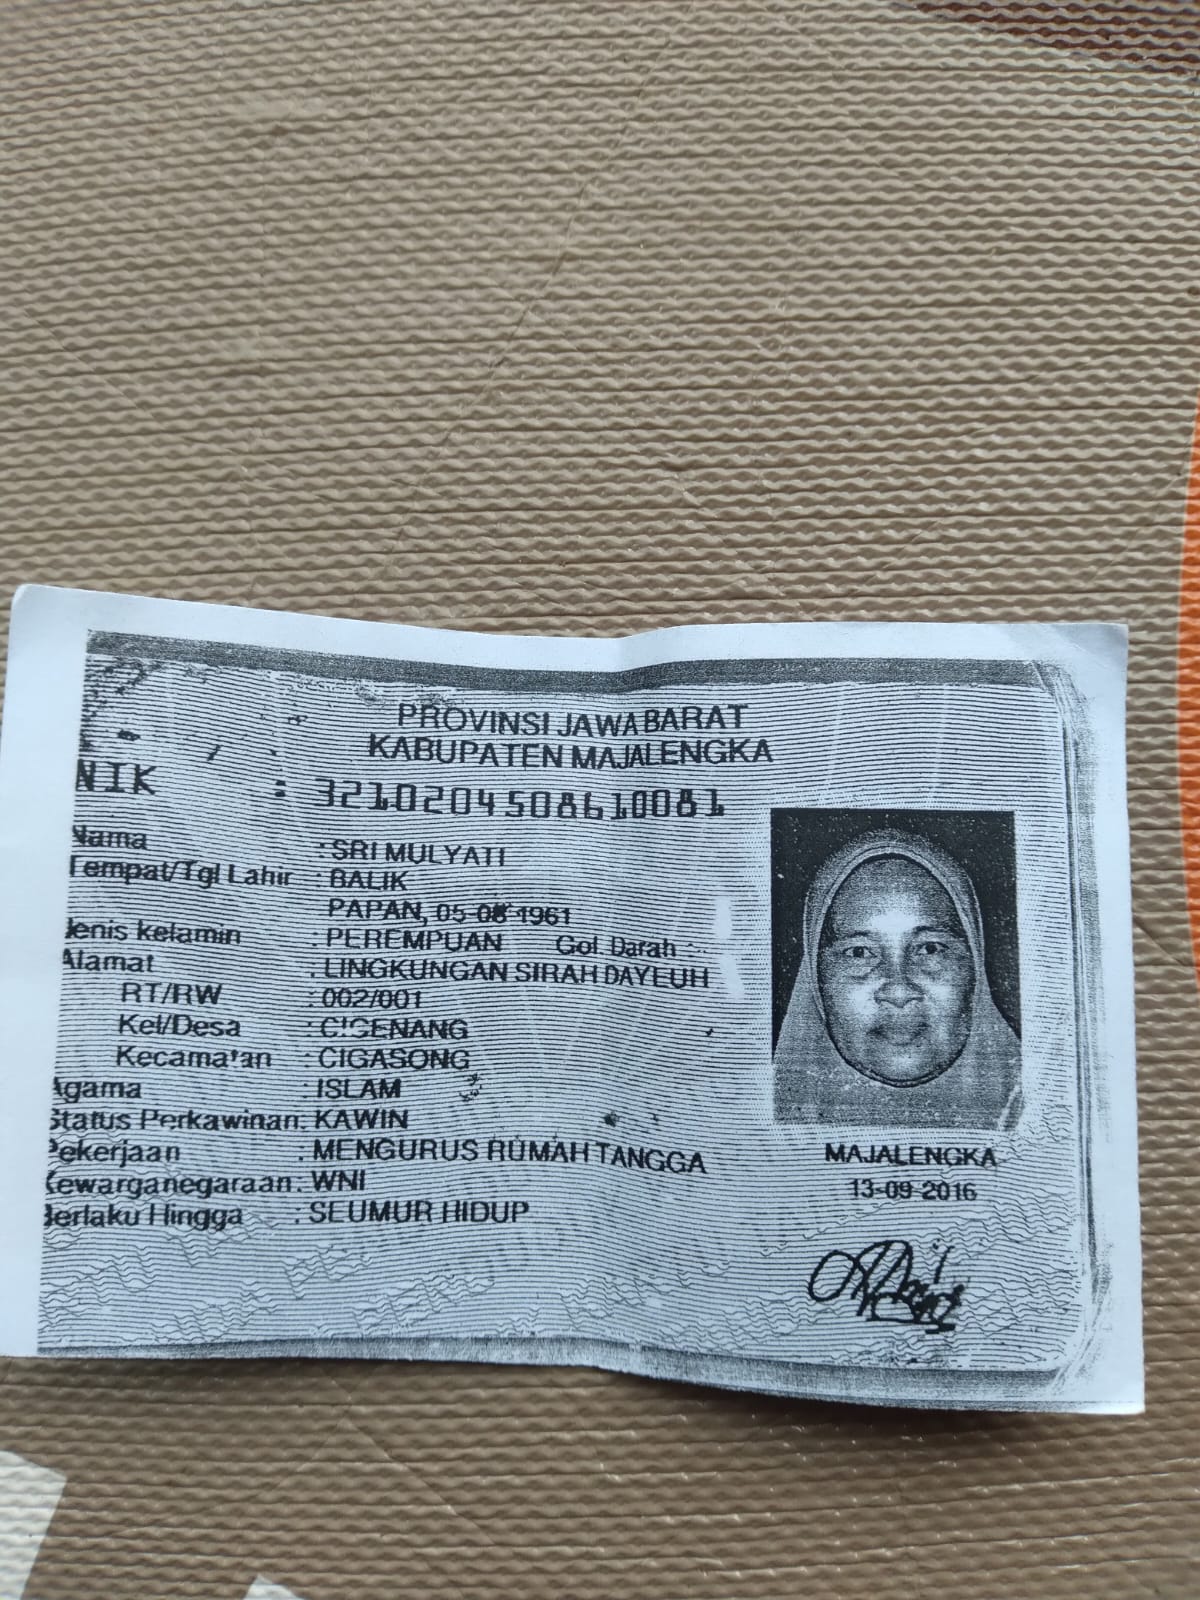 PROVINSI JAWA BARAT
KABUPATEN MAJALENGKA
NIK : 3210204508610081
Nama : SRI MULYATI
Tempat/Tgl Lahir : BALIK
PAPAN, 05-08-1961
Jenis kelamin : PEREMPUAN Gol. Darah : -
Alamat : LINGKUNGAN SIRAH DAYEUH
RT/RW : 002/001
Kel/Desa : CICENANG
Kecamatan : CIGASONG
Agama : ISLAM
Status Perkawinan : KAWIN
Pekerjaan : MENGURUS RUMAH TANGGA
Kewarganegaraan : WNI
Berlaku Hingga : SEUMUR HIDUP
MAJALENGKA
13-09-2016